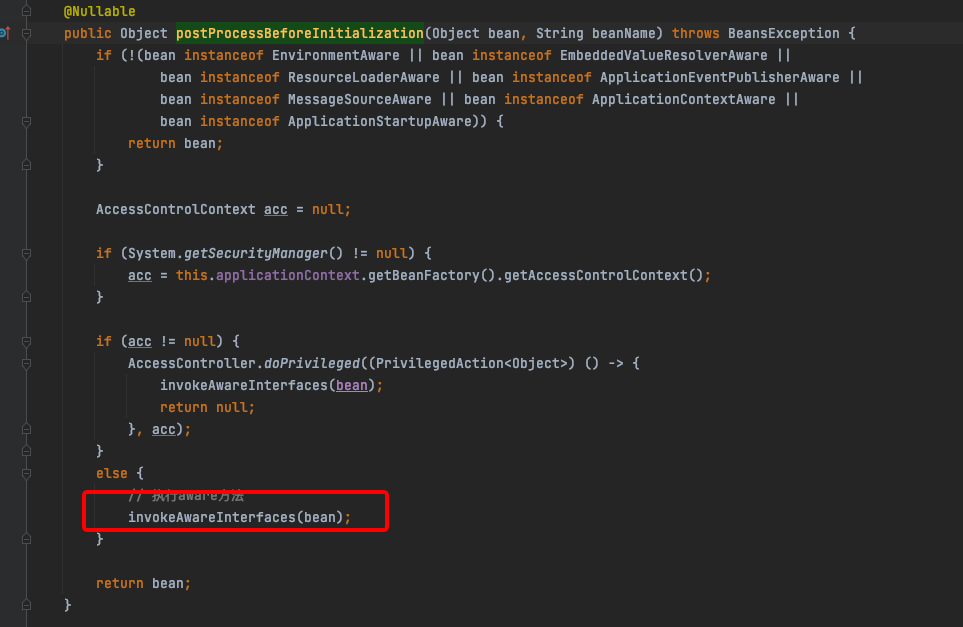 @Nullable
public Object postProcessBeforeInitialization(Object bean, String beanName) throws BeansException {
if (!(bean instanceof EnvironmentAware || bean instanceof EmbeddedValueResolverAware ||
bean instanceof ResourceLoaderAware || bean instanceof ApplicationEventPublisherAware ||
bean instanceof MessageSourceAware || bean instanceof ApplicationContextAware ||
bean instanceof ApplicationStartupAware)) {
return bean;
}
AccessControlContext acc = null;
if (System.getSecurityManager() != null) {
acc = this.applicationContext.getBeanFactory().getAccessControlContext();
}
if (acc != null) {
AccessController.doPrivileged((PrivilegedAction<Object>) () -> {
invokeAwareInterfaces(bean);
return null;
}, acc);
}
else {
// 执行aware方法
invokeAwareInterfaces(bean);
}
return bean;
}